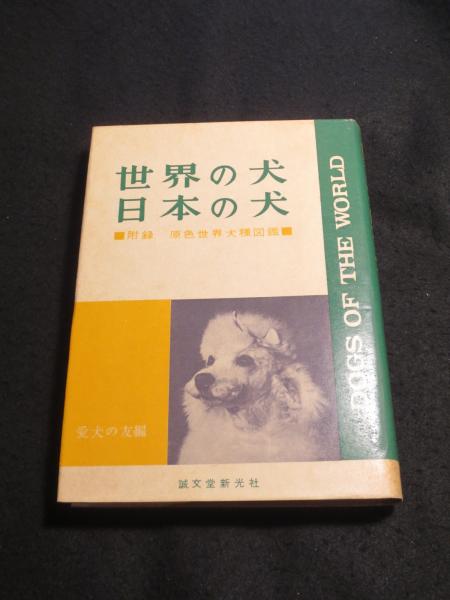 世界の犬
日本の犬
■附録 原色世界犬種図鑑■
DOGS OF THE WORLD
愛犬の友編
誠文堂新光社